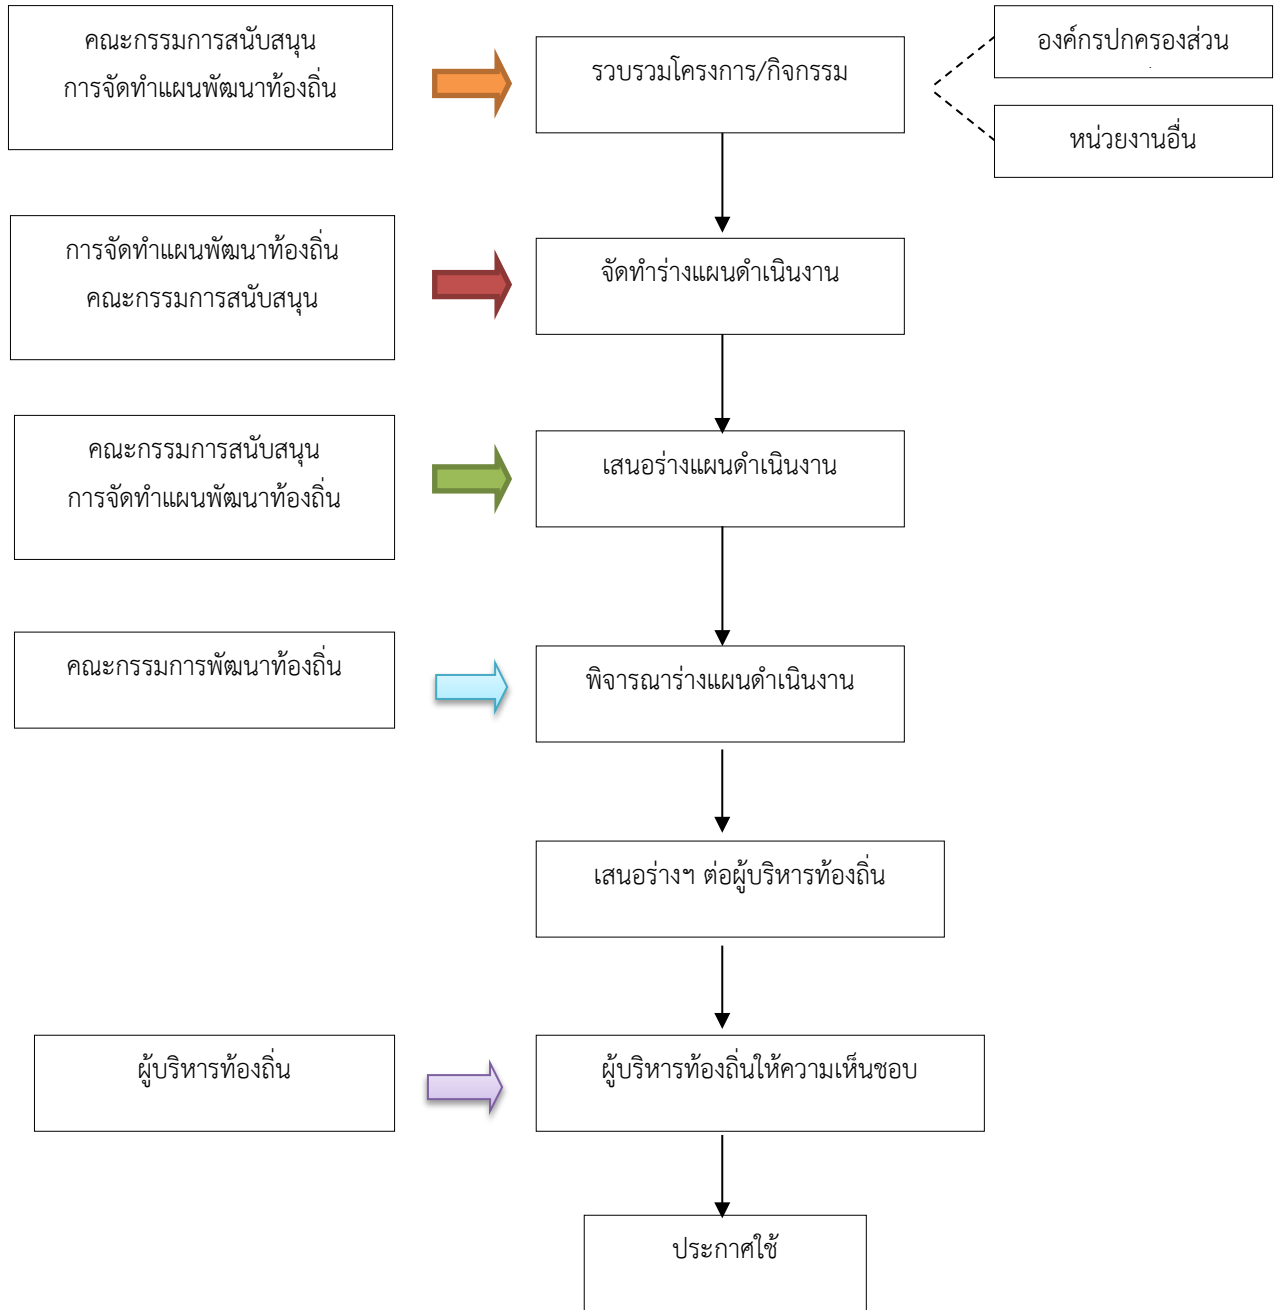 คณะกรรมการสนับสนุน
การจัดทำแผนพัฒนาท้องถิ่น
รวบรวมโครงการ/กิจกรรม
องค์กรปกครองส่วน
หน่วยงานอื่น
การจัดทำแผนพัฒนาท้องถิ่น
คณะกรรมการสนับสนุน
จัดทำร่างแผนดำเนินงาน
คณะกรรมการสนับสนุน
การจัดทำแผนพัฒนาท้องถิ่น
เสนอร่างแผนดำเนินงาน
คณะกรรมการพัฒนาท้องถิ่น
พิจารณาร่างแผนดำเนินงาน
เสนอร่างฯ ต่อผู้บริหารท้องถิ่น
ผู้บริหารท้องถิ่น
ผู้บริหารท้องถิ่นให้ความเห็นชอบ
ประกาศใช้